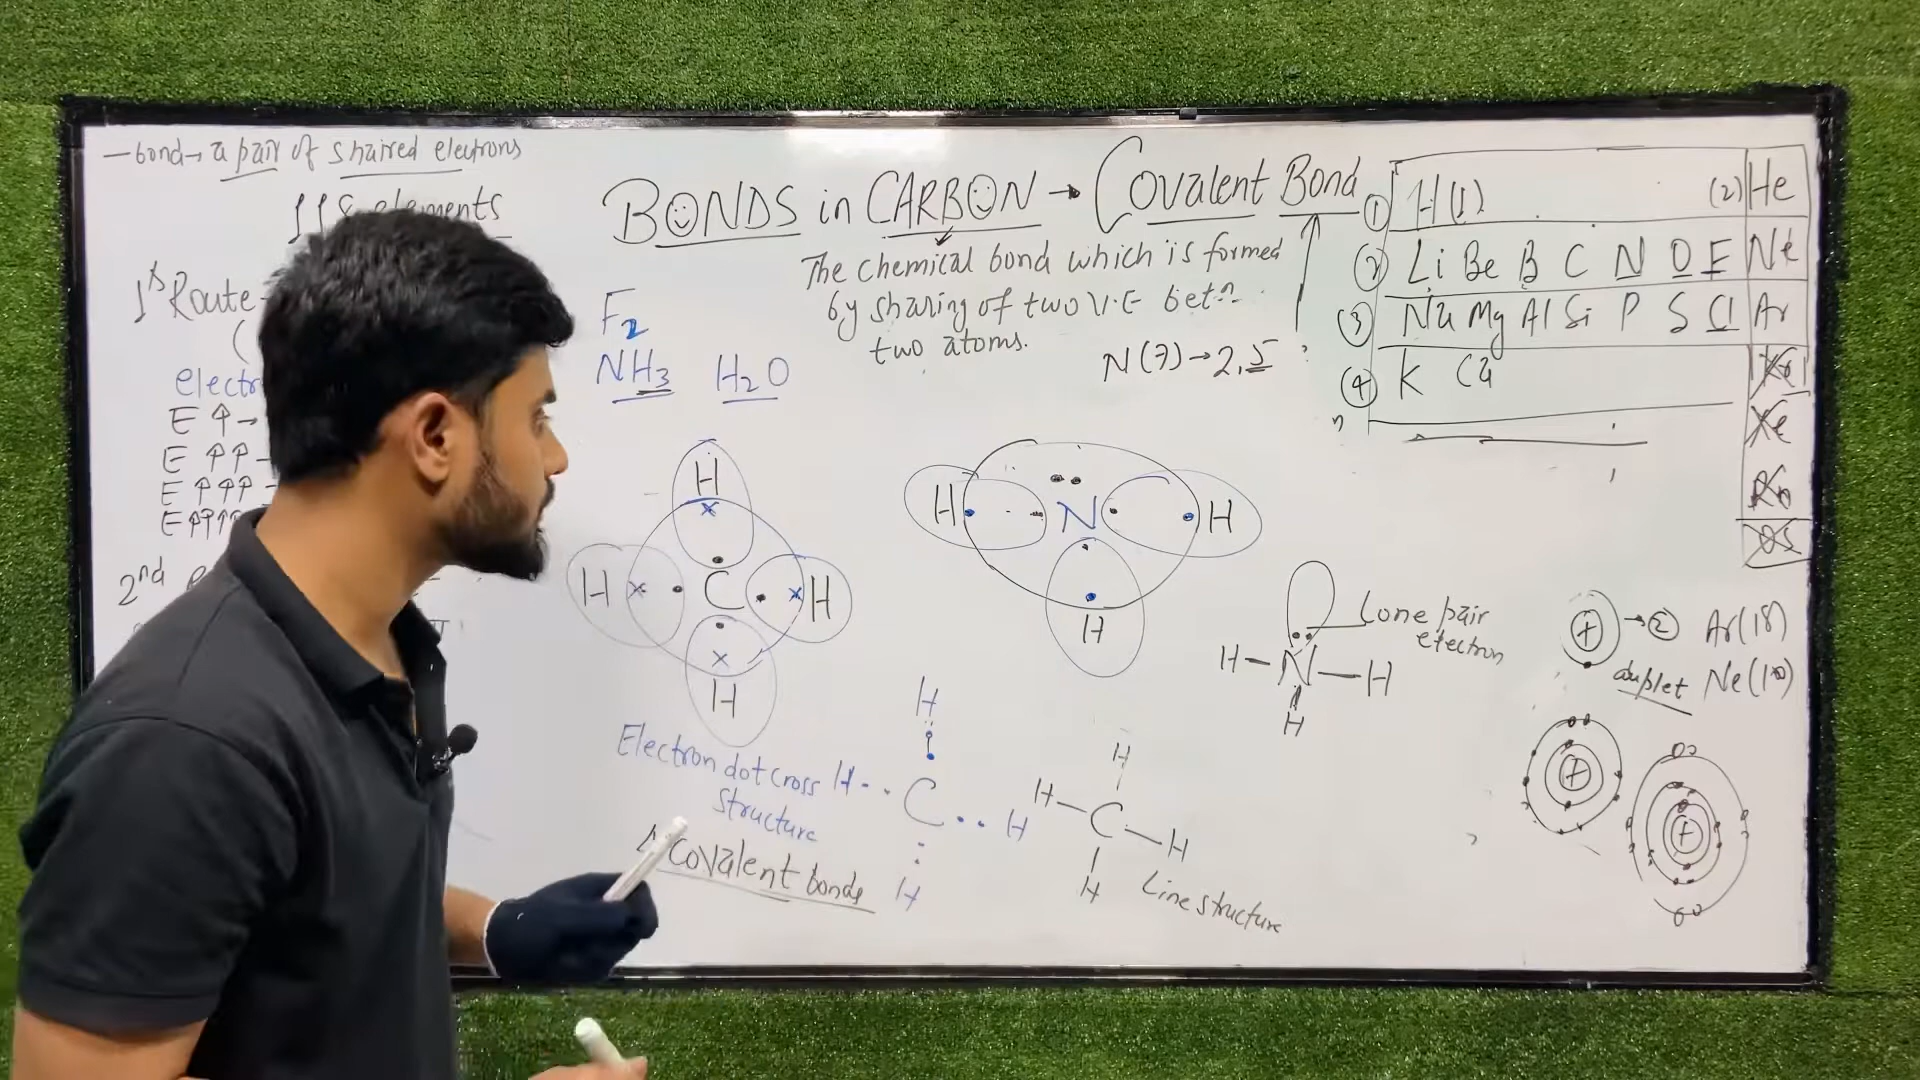 — bond → a pair of shaired electrons
118 elements
1st Route
electr
E ↑ →
E ↑↑
E ↑↑↑
E ↑↑↑
2nd
BONDS in CARBON → Covalent Bond
The chemical bond which is formed
by sharing of two V.E betn
two atoms.
F2
NH3 H2O
N(7) → 2,5
① H(1) (2) He
② Li Be B C N O F Ne
③ Na Mg Al Si P S Cl Ar
④ K Ca Kr
Xe
Rn
H
H C H
H
H N H
H
Lone pair
electron
H—N—H
H
Electron dot cross
structure
4 Covalent bonds
H
H C H
H
H
H—C—H
H
Line structure
+ → ② Ar(18)
duplet Ne(10)
+
+